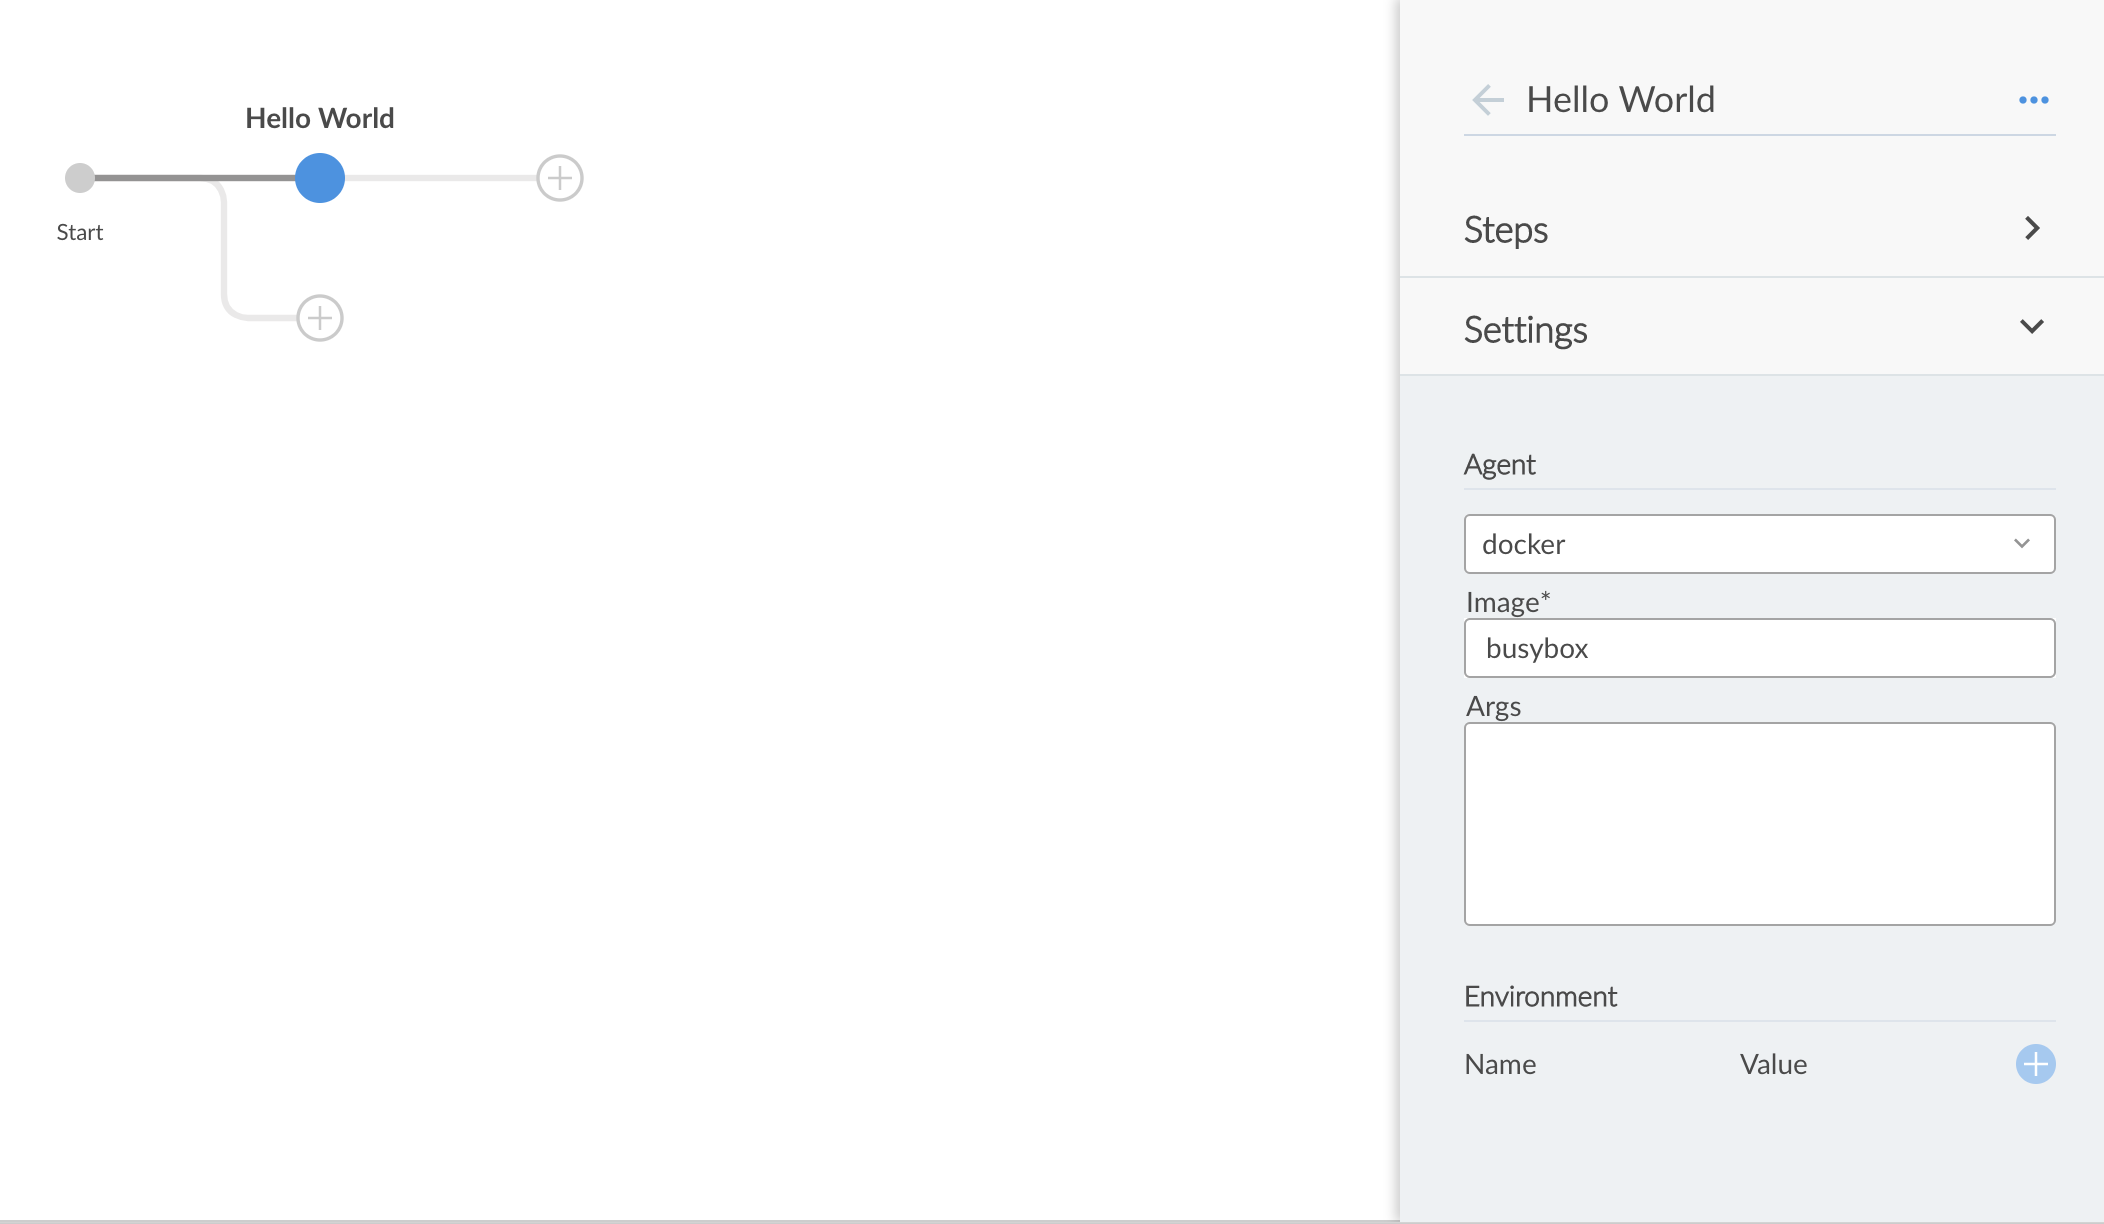 Hello World
Start
Hello World
Steps
Settings
Agent
docker
Image*
busybox
Args
Environment
Name Value